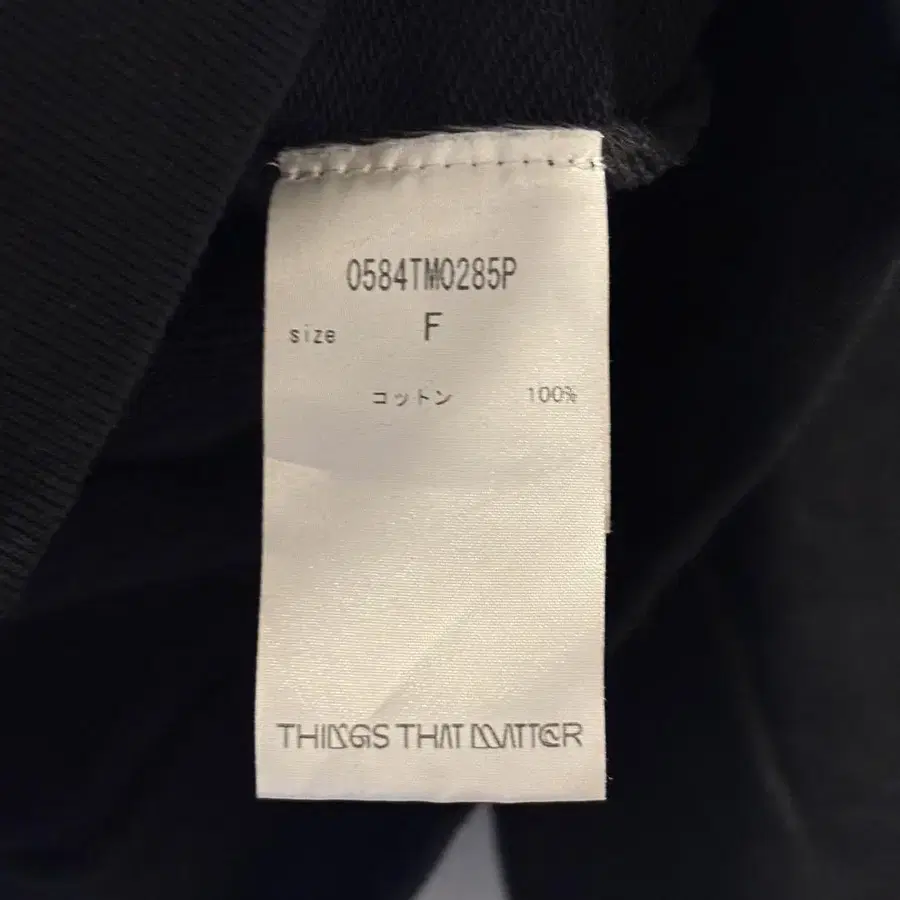 0584TM0285P
size F
コットン 100%
THINGS THAT MATTER